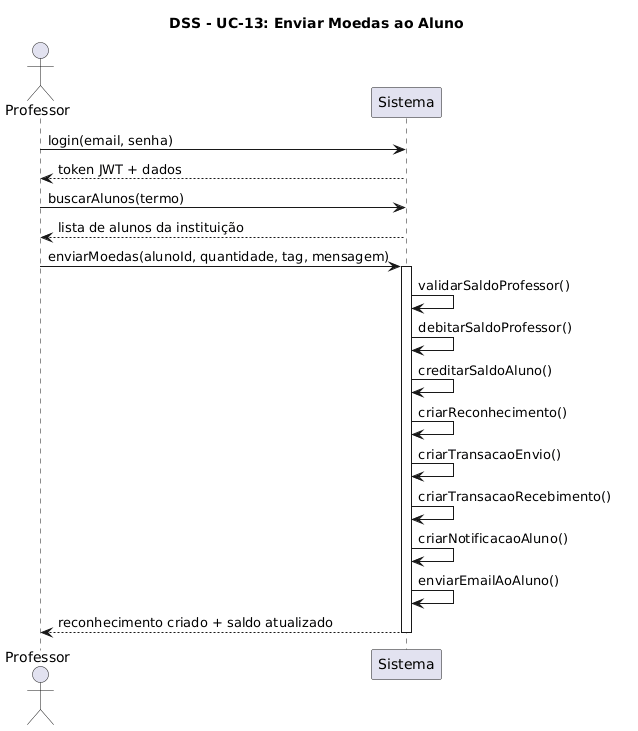 DSS - UC-13: Enviar Moedas ao Aluno
Professor
Sistema
login(email, senha)
token JWT + dados
buscarAlunos(termo)
lista de alunos da instituição
enviarMoedas(alunoId, quantidade, tag, mensagem)
validarSaldoProfessor()
debitarSaldoProfessor()
creditarSaldoAluno()
criarReconhecimento()
criarTransacaoEnvio()
criarTransacaoRecebimento()
criarNotificacaoAluno()
enviarEmailAoAluno()
reconhecimento criado + saldo atualizado
Professor
Sistema